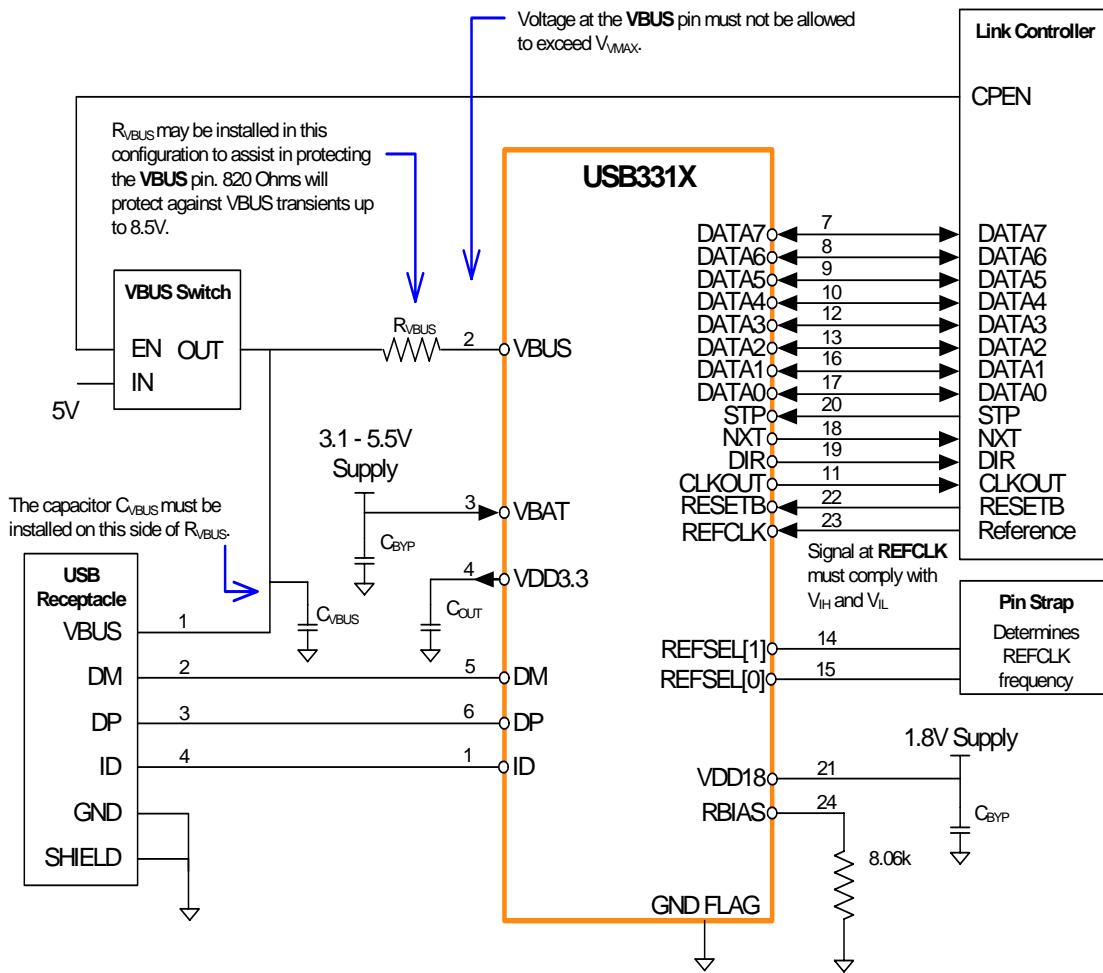 Voltage at the VBUS pin must not be allowed
to exceed VVMAX.
Link Controller
CPEN
RVBUS may be installed in this
configuration to assist in protecting
the VBUS pin. 820 Ohms will
protect against VBUS transients up
to 8.5V.
USB331X
VBUS Switch
EN OUT
IN
5V
RVBUS
2 VBUS
DATA7 7 DATA7
DATA6 8 DATA6
DATA5 9 DATA5
DATA4 10 DATA4
DATA3 12 DATA3
DATA2 13 DATA2
DATA1 16 DATA1
DATA0 17 DATA0
STP 20 STP
NXT 18 NXT
DIR 19 DIR
CLKOUT 11 CLKOUT
RESETB 22 RESETB
REFCLK 23 Reference
3.1 - 5.5V
Supply
3 VBAT
CBYP
4 VDD3.3
COUT
The capacitor CVBUS must be
installed on this side of RVBUS.
CVBUS
Signal at REFCLK
must comply with
VIH and VIL
USB
Receptacle
VBUS 1
DM 2 5 DM
DP 3 6 DP
ID 4 1 ID
GND
SHIELD
Pin Strap
Determines
REFCLK
frequency
REFSEL[1] 14
REFSEL[0] 15
1.8V Supply
VDD18 21
RBIAS 24
CBYP
8.06k
GND FLAG